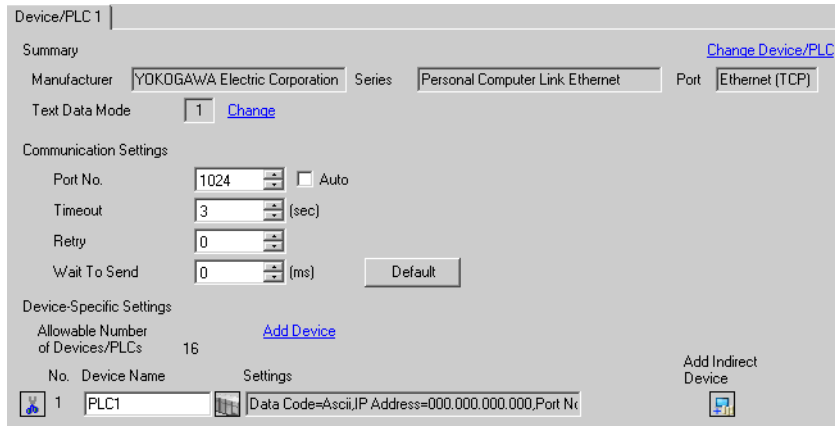 Device/PLC 1
Summary
Change Device/PLC
Manufacturer YOKOGAWA Electric Corporation Series Personal Computer Link Ethernet Port Ethernet (TCP)
Text Data Mode 1 Change
Communication Settings
Port No. 1024 Auto
Timeout 3 (sec)
Retry 0
Wait To Send 0 (ms) Default
Device-Specific Settings
Allowable Number
of Devices/PLCs 16 Add Device
Add Indirect
Device
No. Device Name Settings
1 PLC1 Data Code=Ascii,IP Address=000.000.000.000,Port